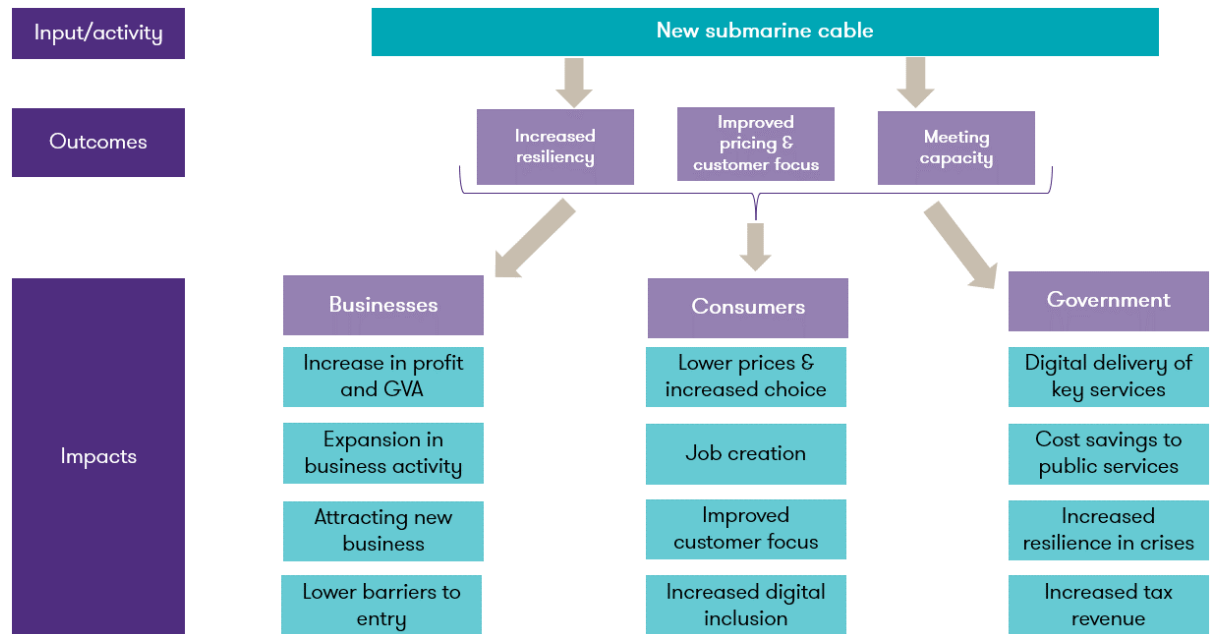 Input/activity
New submarine cable
Outcomes
Increased
resiliency
Improved
pricing &
customer focus
Meeting
capacity
Impacts
Businesses
Increase in profit
and GVA
Expansion in
business activity
Attracting new
business
Lower barriers to
entry
Consumers
Lower prices &
increased choice
Job creation
Improved
customer focus
Increased digital
inclusion
Government
Digital delivery of
key services
Cost savings to
public services
Increased
resilience in crises
Increased tax
revenue